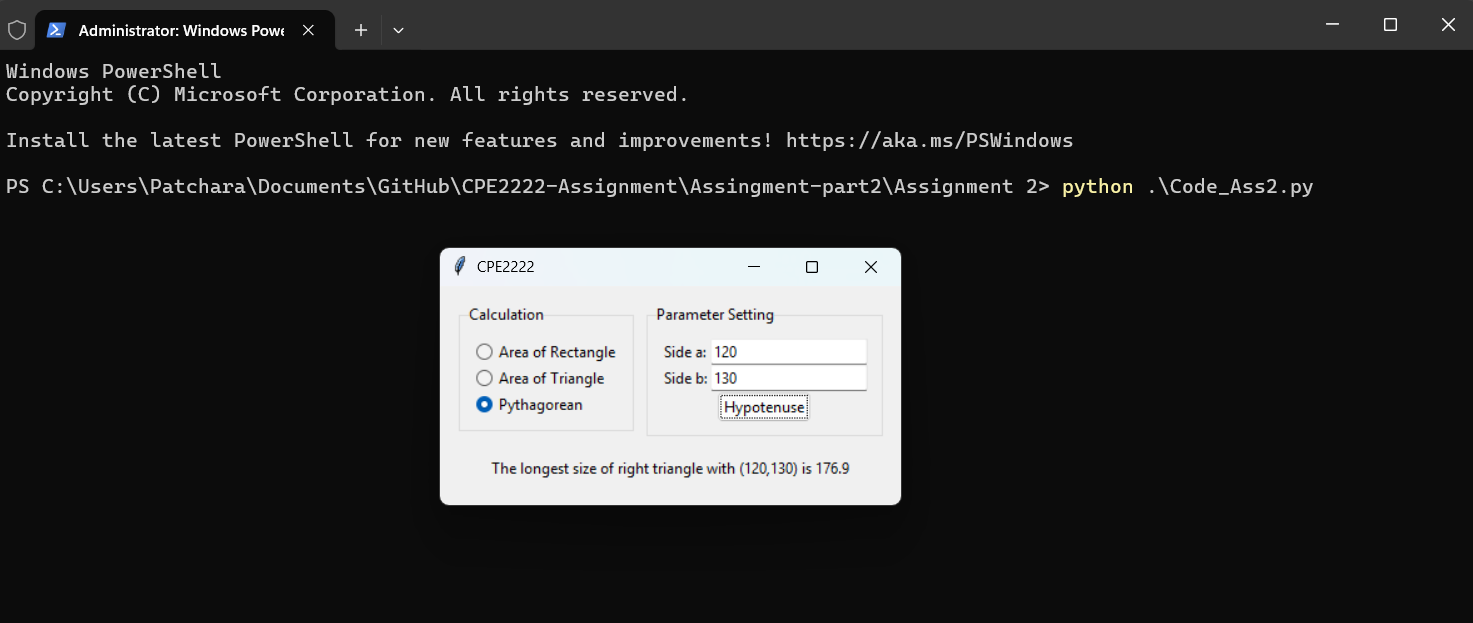 Administrator: Windows Powe
Windows PowerShell
Copyright (C) Microsoft Corporation. All rights reserved.
Install the latest PowerShell for new features and improvements! https://aka.ms/PSWindows
PS C:\Users\Patchara\Documents\GitHub\CPE2222-Assignment\Assingment-part2\Assignment 2> python .\Code_Ass2.py
CPE2222
Calculation
Area of Rectangle
Area of Triangle
Pythagorean
Parameter Setting
Side a: 120
Side b: 130
Hypotenuse
The longest size of right triangle with (120,130) is 176.9